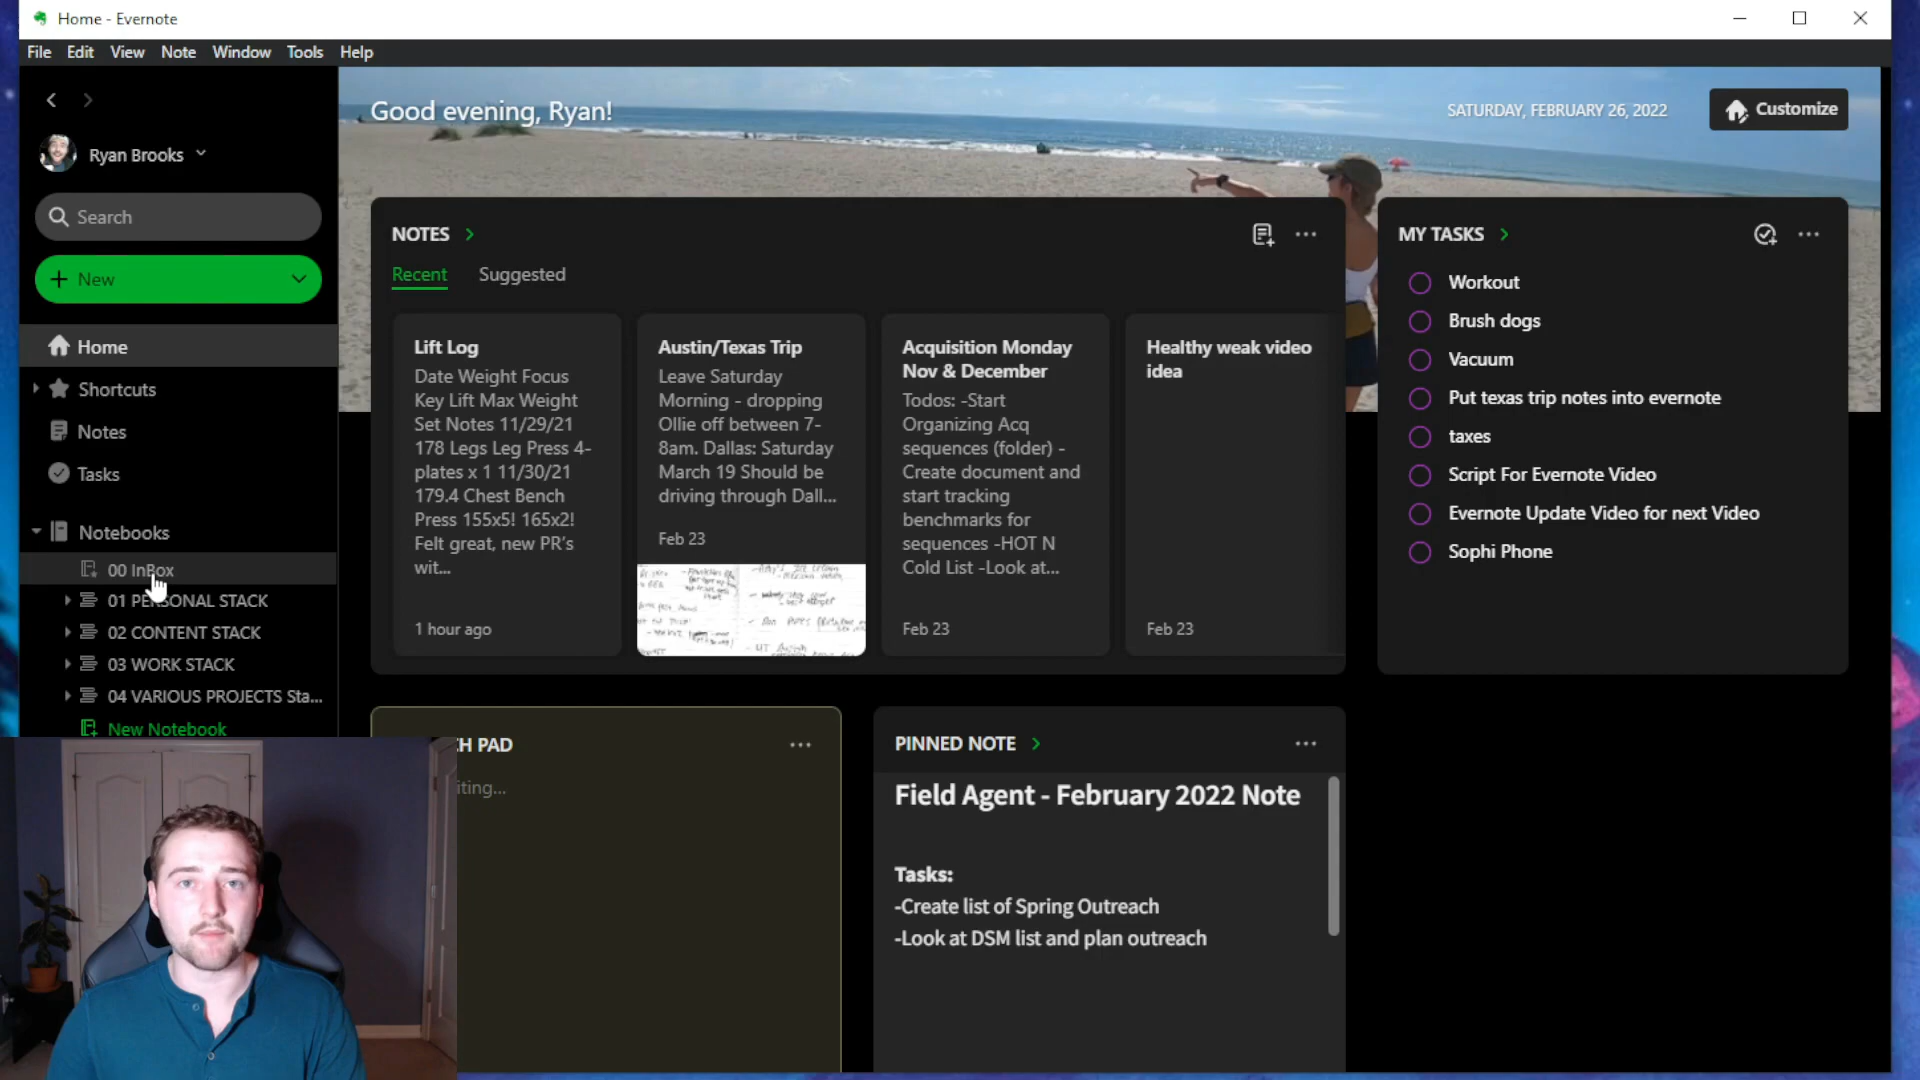 Home - Evernote
File Edit View Note Window Tools Help
Ryan Brooks
Search
New
Home
Shortcuts
Notes
Tasks
Notebooks
00 InBox
01 PERSONAL STACK
02 CONTENT STACK
03 WORK STACK
04 VARIOUS PROJECTS Sta...
New Notebook
Good evening, Ryan!
SATURDAY, FEBRUARY 26, 2022
Customize
NOTES
Recent Suggested
Lift Log
Date Weight Focus
Key Lift Max Weight
Set Notes 11/29/21
178 Legs Leg Press 4-
plates x 1 11/30/21
179.4 Chest Bench
Press 155x5! 165x2!
Felt great, new PR's
wit...
1 hour ago
Austin/Texas Trip
Leave Saturday
Morning - dropping
Ollie off between 7-
8am. Dallas: Saturday
March 19 Should be
driving through Dall...
Feb 23
Acquisition Monday
Nov & December
Todos: -Start
Organizing Acq
sequences (folder) -
Create document and
start tracking
benchmarks for
sequences -HOT N
Cold List -Look at...
Feb 23
Healthy weak video
idea
Feb 23
MY TASKS
Workout
Brush dogs
Vacuum
Put texas trip notes into evernote
taxes
Script For Evernote Video
Evernote Update Video for next Video
Sophi Phone
CH PAD
iting...
PINNED NOTE
Field Agent - February 2022 Note
Tasks:
-Create list of Spring Outreach
-Look at DSM list and plan outreach